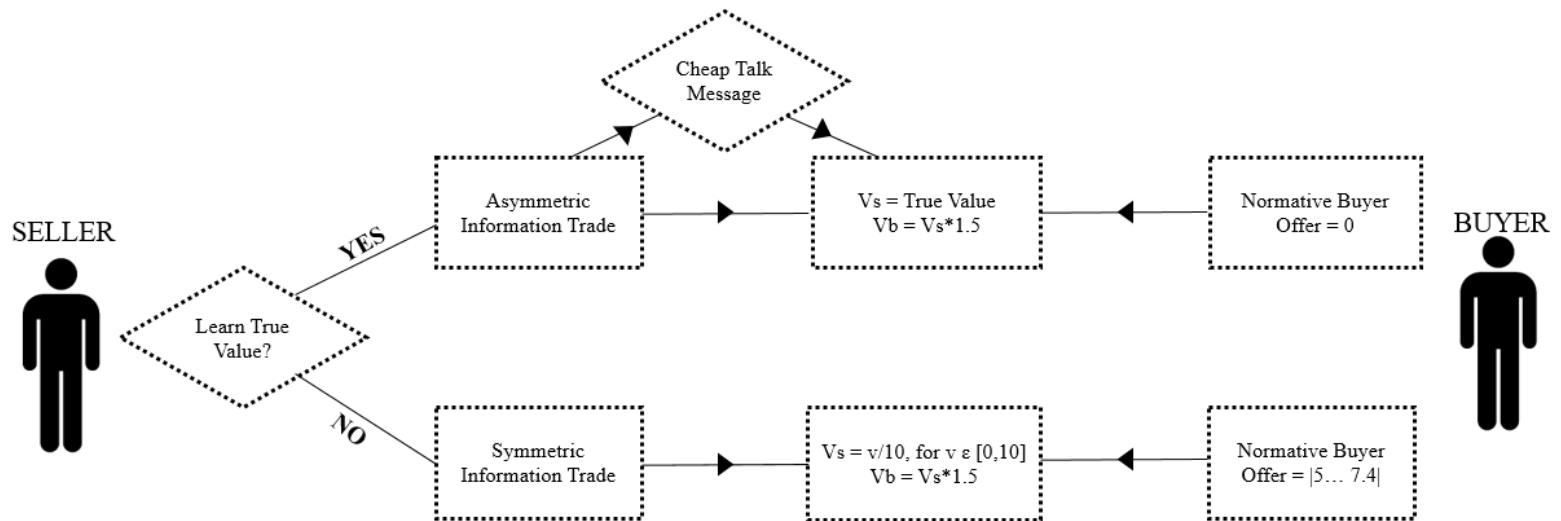 Cheap Talk
Message
SELLER
BUYER
YES
Asymmetric
Information Trade
Vs = True Value
Vb = Vs*1.5
Normative Buyer
Offer = 0
Learn True
Value?
NO
Symmetric
Information Trade
Vs = v/10, for v ε [0,10]
Vb = Vs*1.5
Normative Buyer
Offer = |5… 7.4|